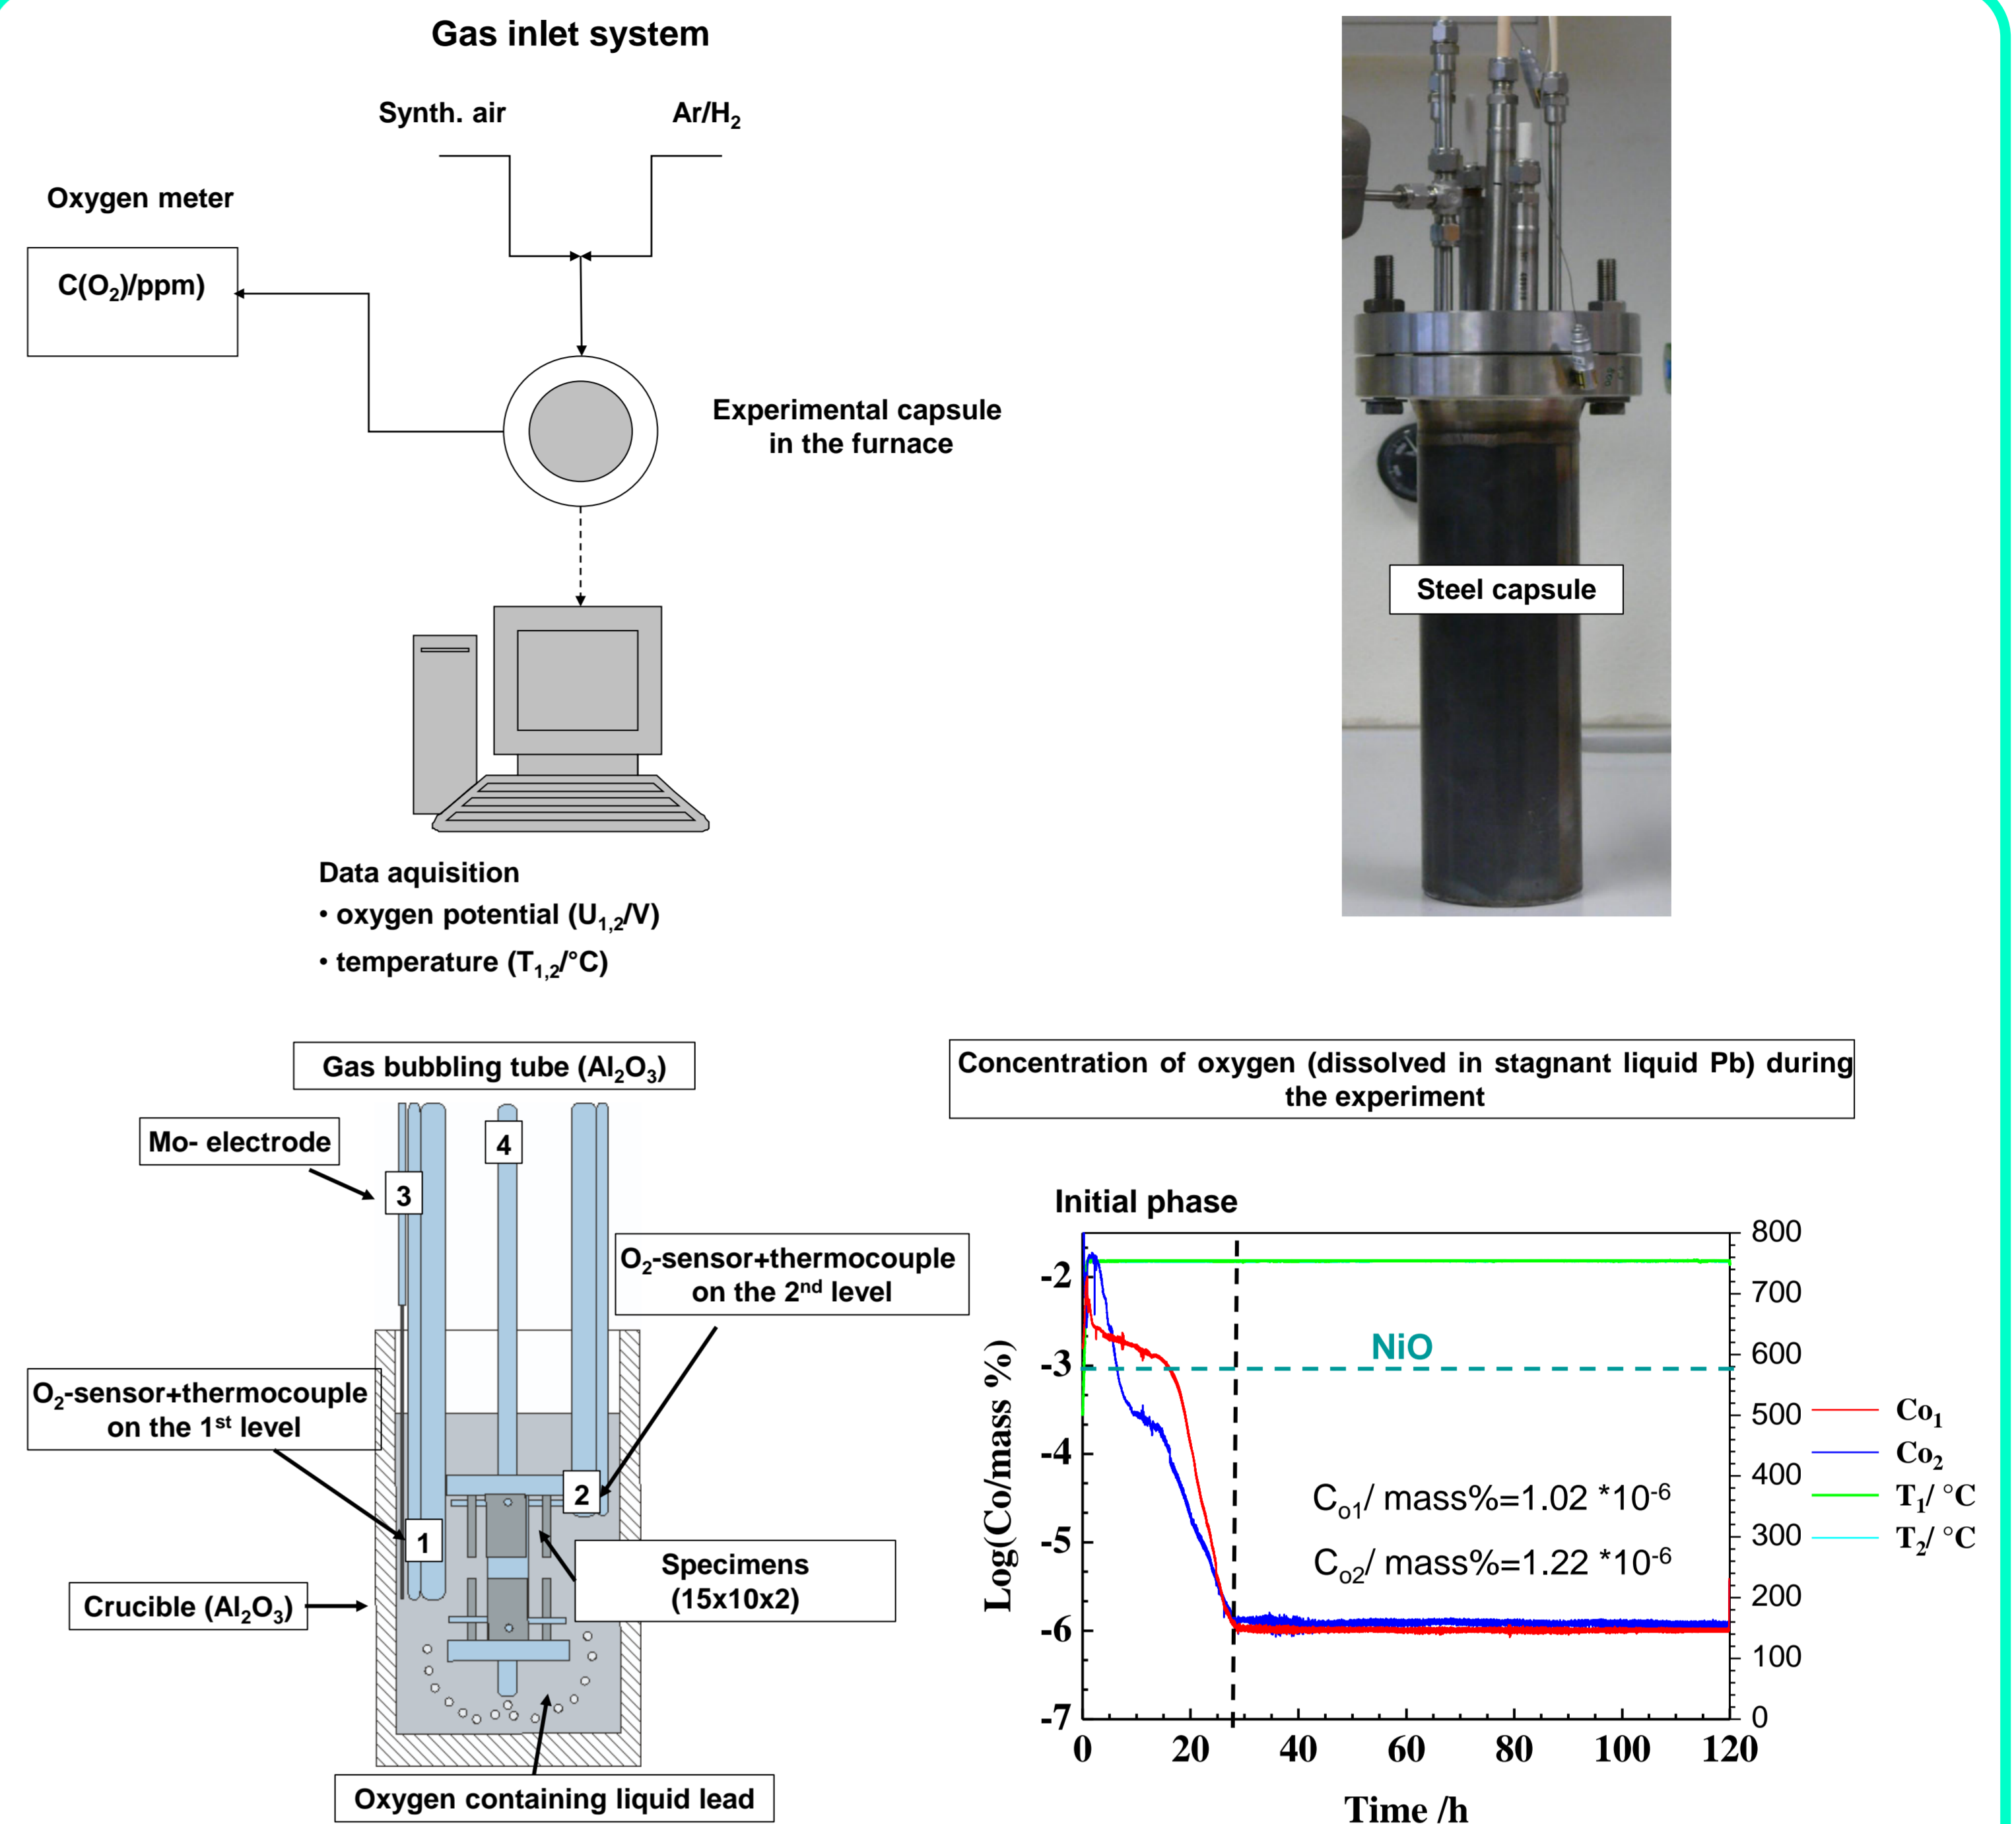 Gas inlet system
Synth. air
Ar/H₂
Oxygen meter
C(O₂)/ppm)
Experimental capsule
in the furnace
Data aquisition
• oxygen potential (U₁,₂/V)
• temperature (T₁,₂/°C)
Steel capsule
Gas bubbling tube (Al₂O₃)
Mo- electrode
4
3
O₂-sensor+thermocouple
on the 2nd level
O₂-sensor+thermocouple
on the 1st level
2
1
Specimens
(15x10x2)
Crucible (Al₂O₃)
Oxygen containing liquid lead
Concentration of oxygen (dissolved in stagnant liquid Pb) during
the experiment
Initial phase
Log(Co/mass %)
-2
-3
-4
-5
-6
-7
800
700
600
500
400
300
200
100
0
NiO
Cₒ₁/ mass%=1.02 *10⁻⁶
Cₒ₂/ mass%=1.22 *10⁻⁶
Co₁
Co₂
T₁/ °C
T₂/ °C
0 20 40 60 80 100 120
Time /h